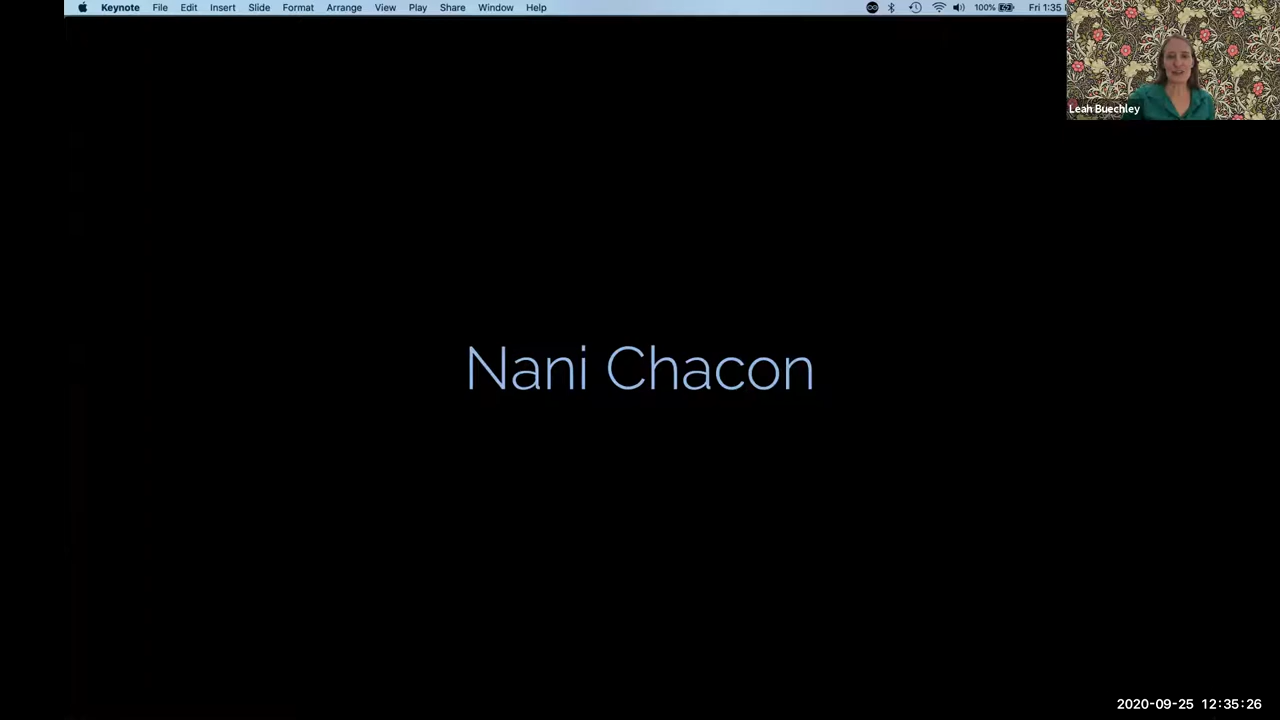 Keynote File Edit Insert Slide Format Arrange View Play Share Window Help 100% Fri 1:35
Leah Buechley
Nani Chacon
2020-09-25 12:35:26